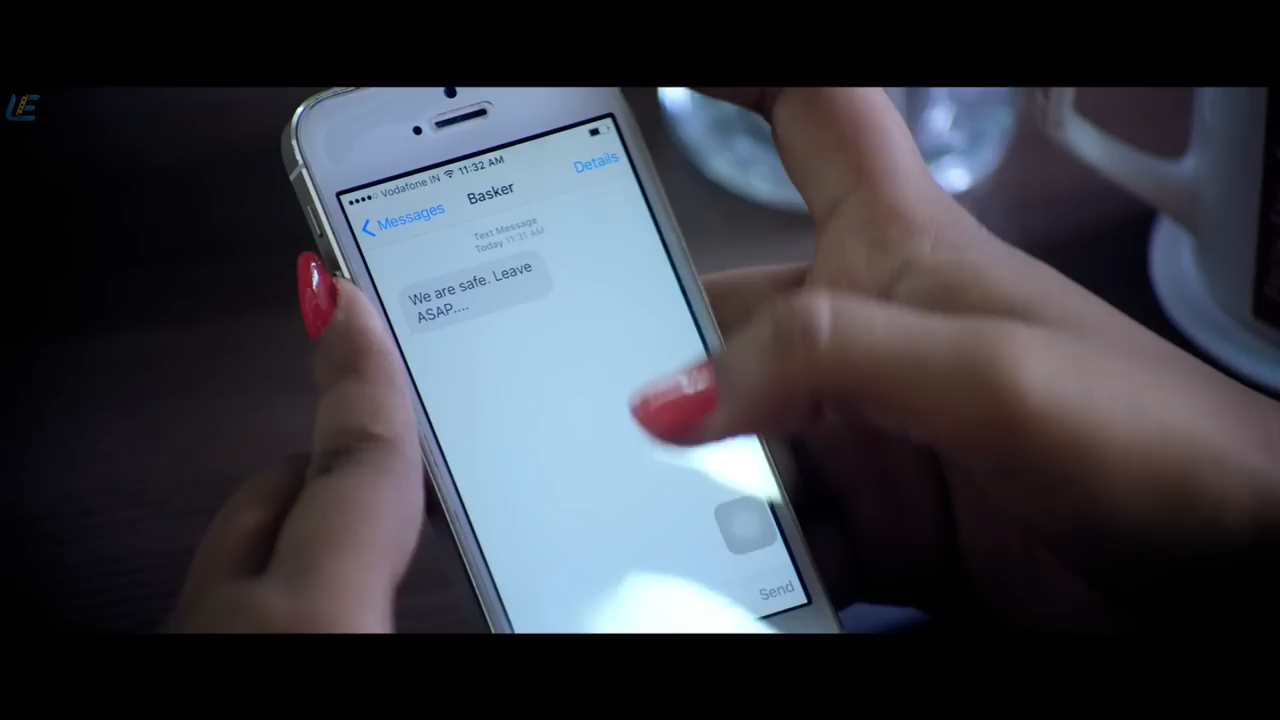 LE
Vodafone IN 11:32 AM
Messages Basker Details
Text Message
Today 11:31 AM
We are safe. Leave
ASAP....
Send